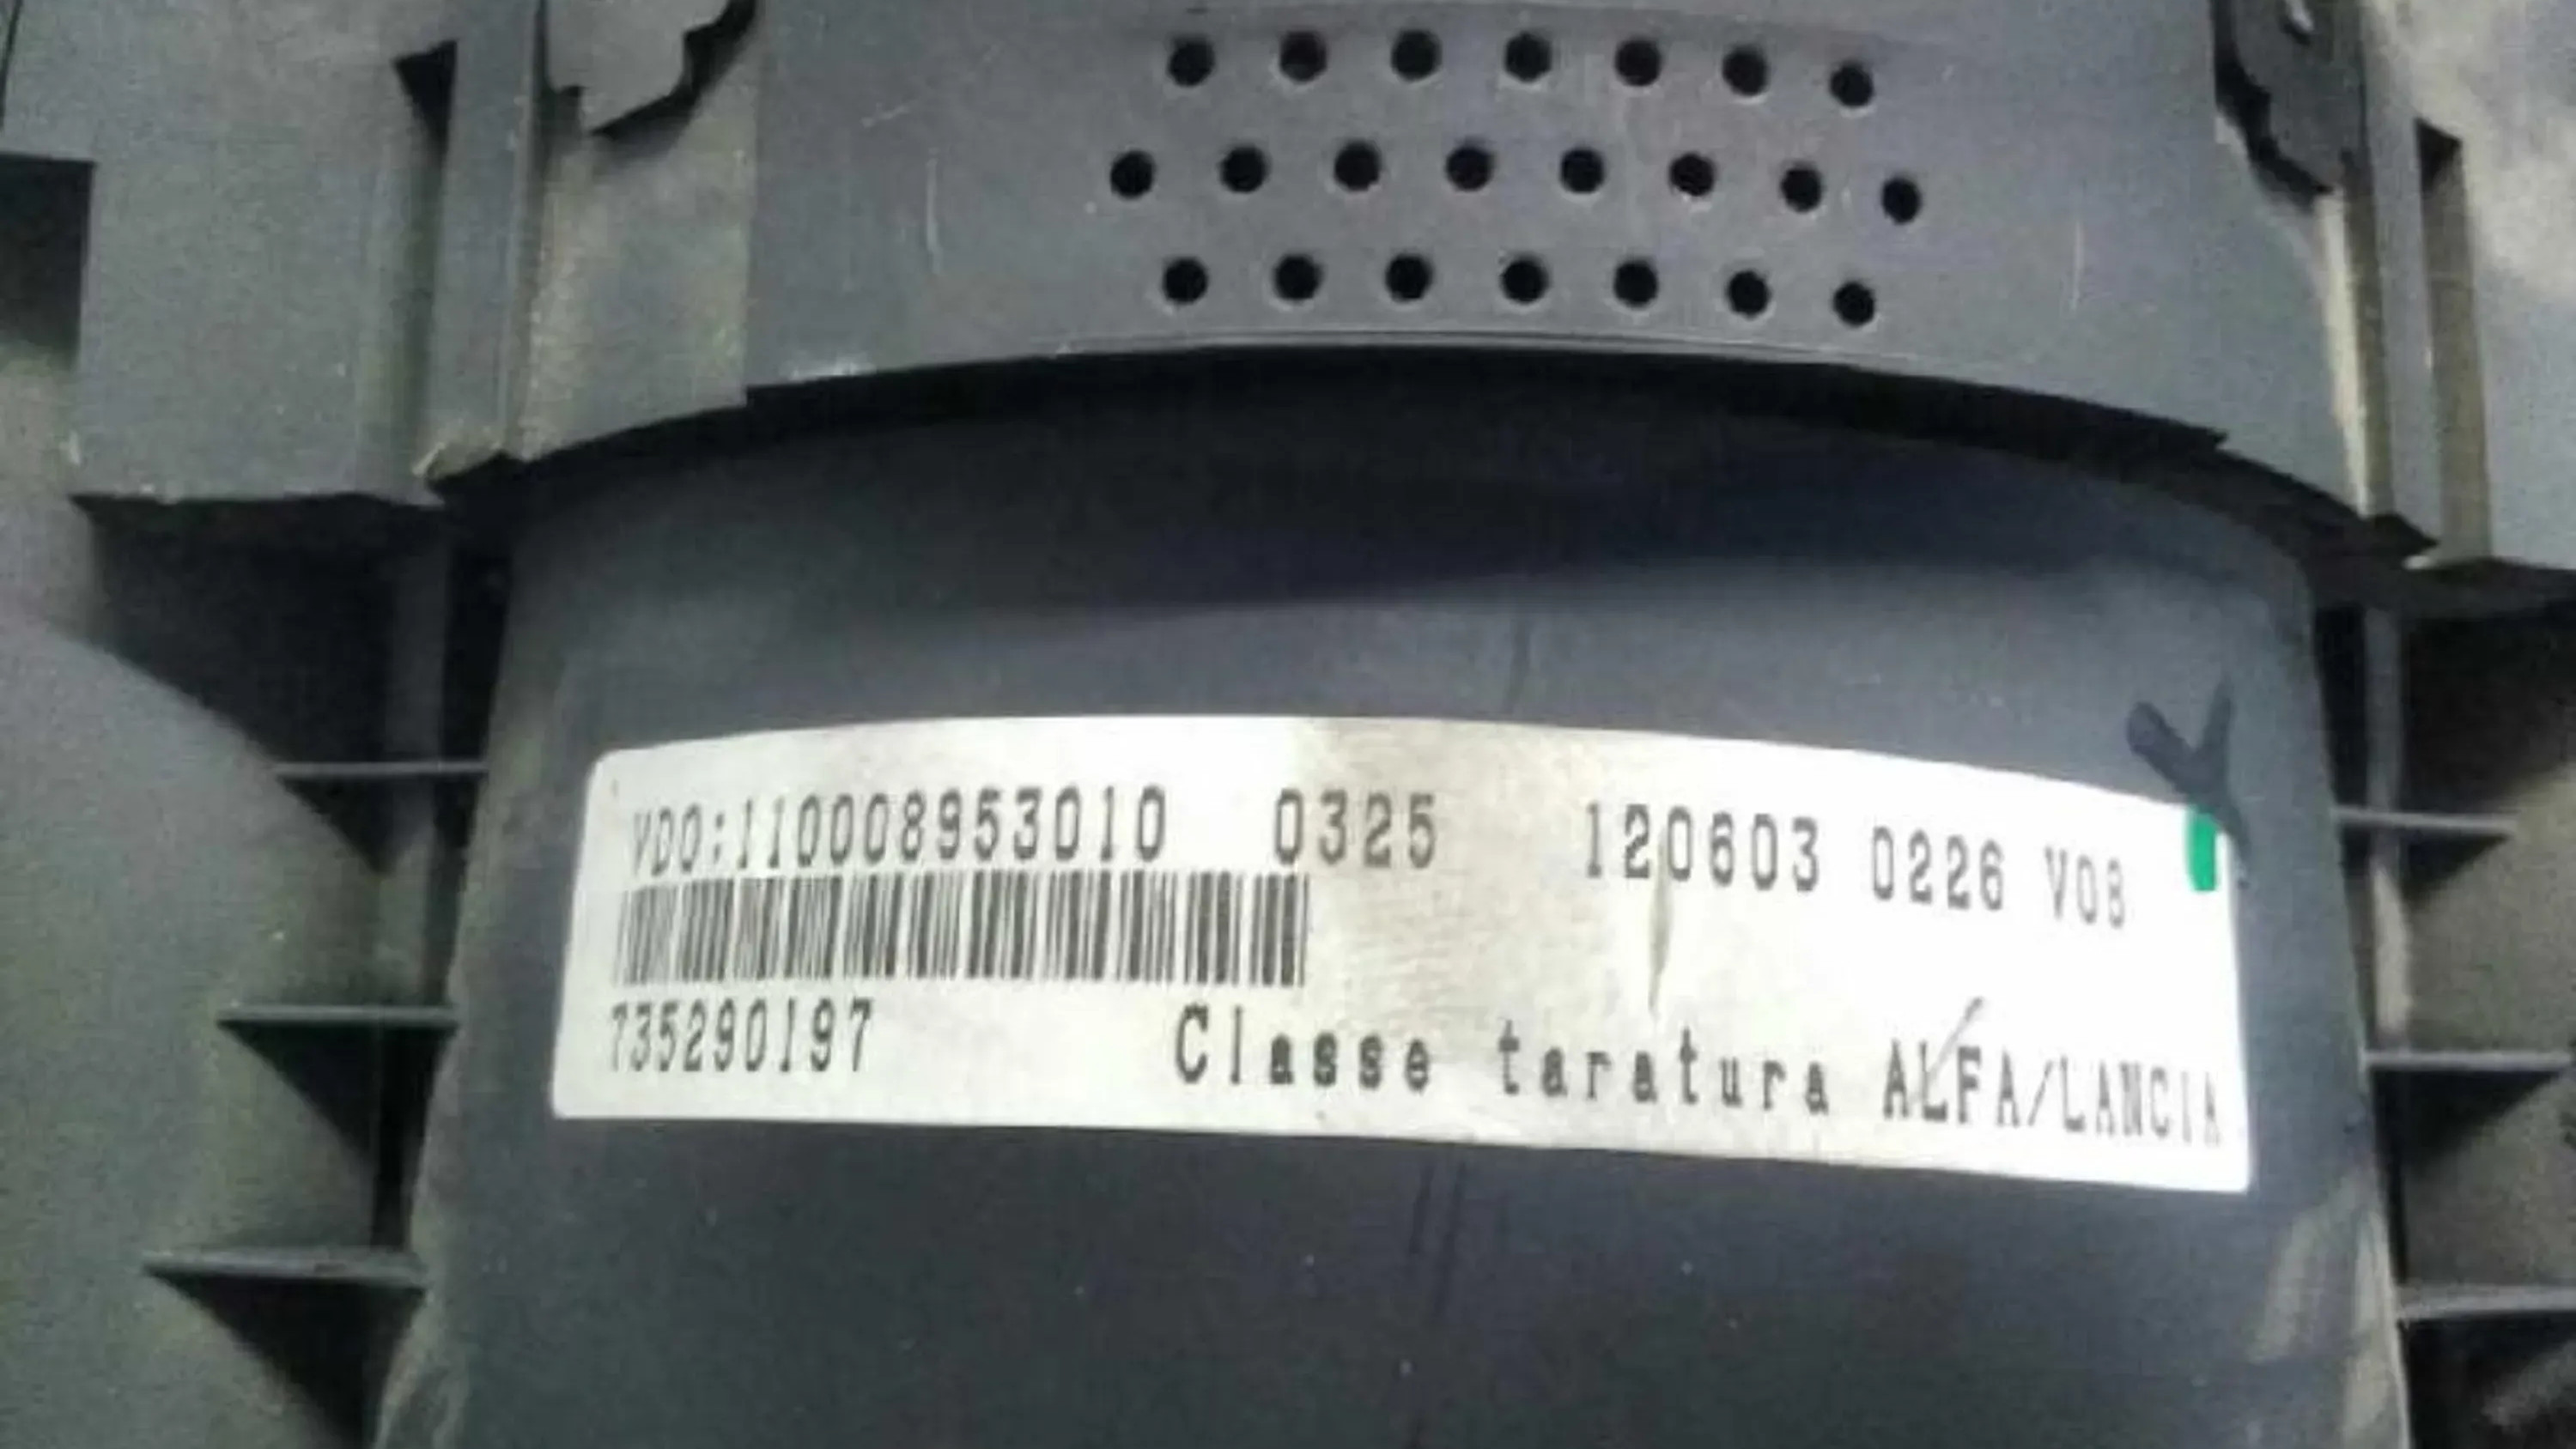 VDO:110008953010 0325 120603 0226 V08
735290197 Classe taratura ALFA/LANCIA